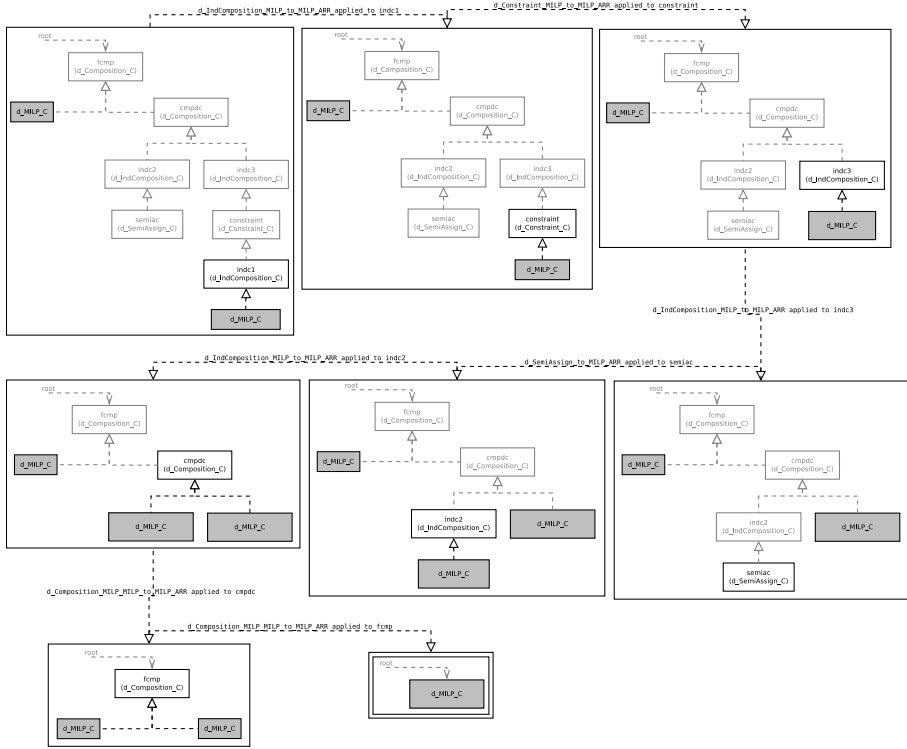 d_IndComposition_MILP_to_MILP_ARR applied to indc1
d_Constraint_MILP_to_MILP_ARR applied to constraint
root
fcmp
(d_Composition_C)
d_MILP_C
cmpdc
(d_Composition_C)
indc2
(d_IndComposition_C)
indc3
(d_IndComposition_C)
semiac
(d_SemiAssign_C)
constraint
(d_Constraint_C)
indc1
(d_IndComposition_C)
d_MILP_C
root
fcmp
(d_Composition_C)
d_MILP_C
cmpdc
(d_Composition_C)
indc2
(d_IndComposition_C)
indc3
(d_IndComposition_C)
semiac
(d_SemiAssign_C)
constraint
(d_Constraint_C)
d_MILP_C
root
fcmp
(d_Composition_C)
d_MILP_C
cmpdc
(d_Composition_C)
indc2
(d_IndComposition_C)
indc3
(d_IndComposition_C)
semiac
(d_SemiAssign_C)
d_MILP_C
d_IndComposition_MILP_to_MILP_ARR applied to indc3
d_IndComposition_MILP_to_MILP_ARR applied to indc2
d_SemiAssign_to_MILP_ARR applied to semiac
root
fcmp
(d_Composition_C)
d_MILP_C
cmpdc
(d_Composition_C)
d_MILP_C
d_MILP_C
root
fcmp
(d_Composition_C)
d_MILP_C
cmpdc
(d_Composition_C)
indc2
(d_IndComposition_C)
d_MILP_C
d_MILP_C
root
fcmp
(d_Composition_C)
d_MILP_C
cmpdc
(d_Composition_C)
indc2
(d_IndComposition_C)
d_MILP_C
semiac
(d_SemiAssign_C)
d_Composition_MILP_MILP_to_MILP_ARR applied to cmpdc
d_Composition_MILP_MILP_to_MILP_ARR applied to fcmp
root
fcmp
(d_Composition_C)
d_MILP_C
d_MILP_C
root
d_MILP_C